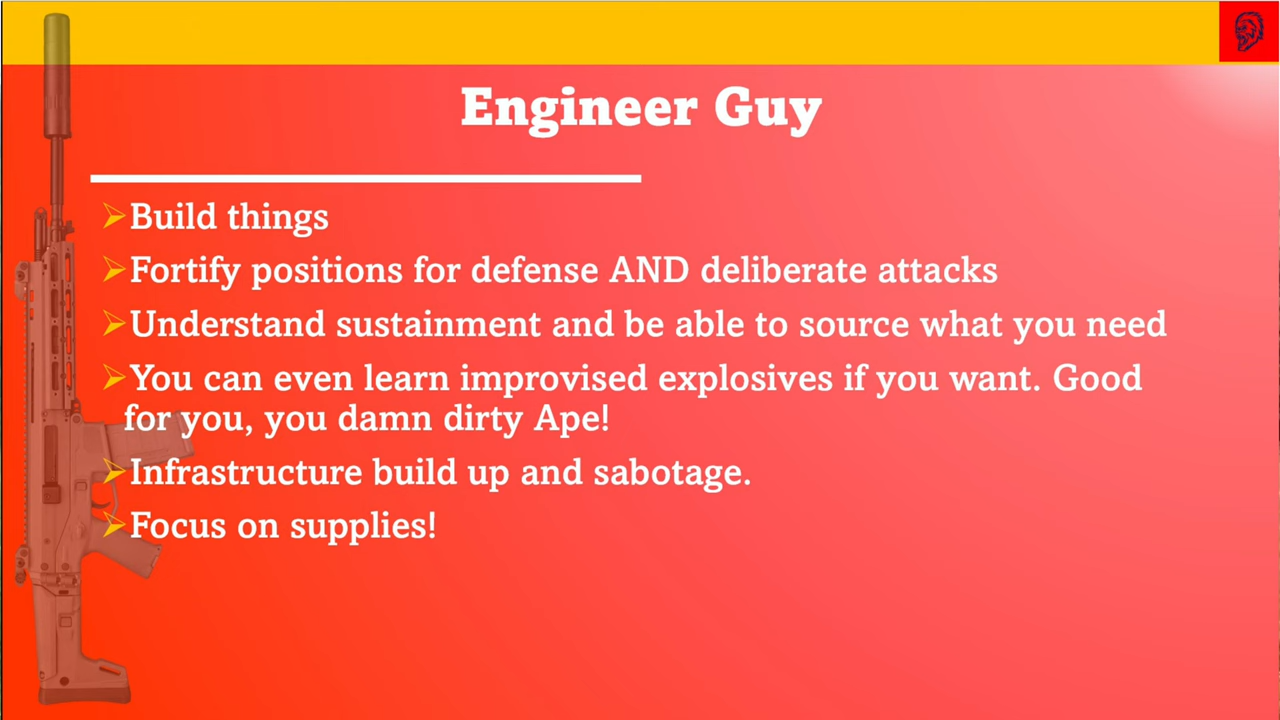 Engineer Guy
Build things
Fortify positions for defense AND deliberate attacks
Understand sustainment and be able to source what you need
You can even learn improvised explosives if you want. Good
for you, you damn dirty Ape!
Infrastructure build up and sabotage.
Focus on supplies!